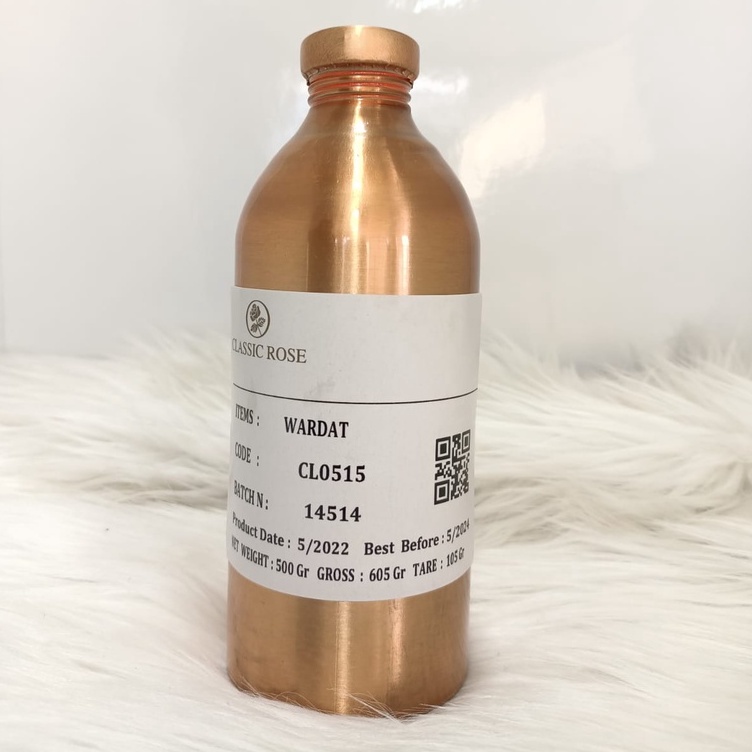 CLASSIC ROSE
ITEMS : WARDAT
CODE : CL0515
BATCH N : 14514
Product Date : 5/2022 Best Before : 5/2024
NET WEIGHT : 500 Gr GROSS : 605 Gr TARE : 105 Gr